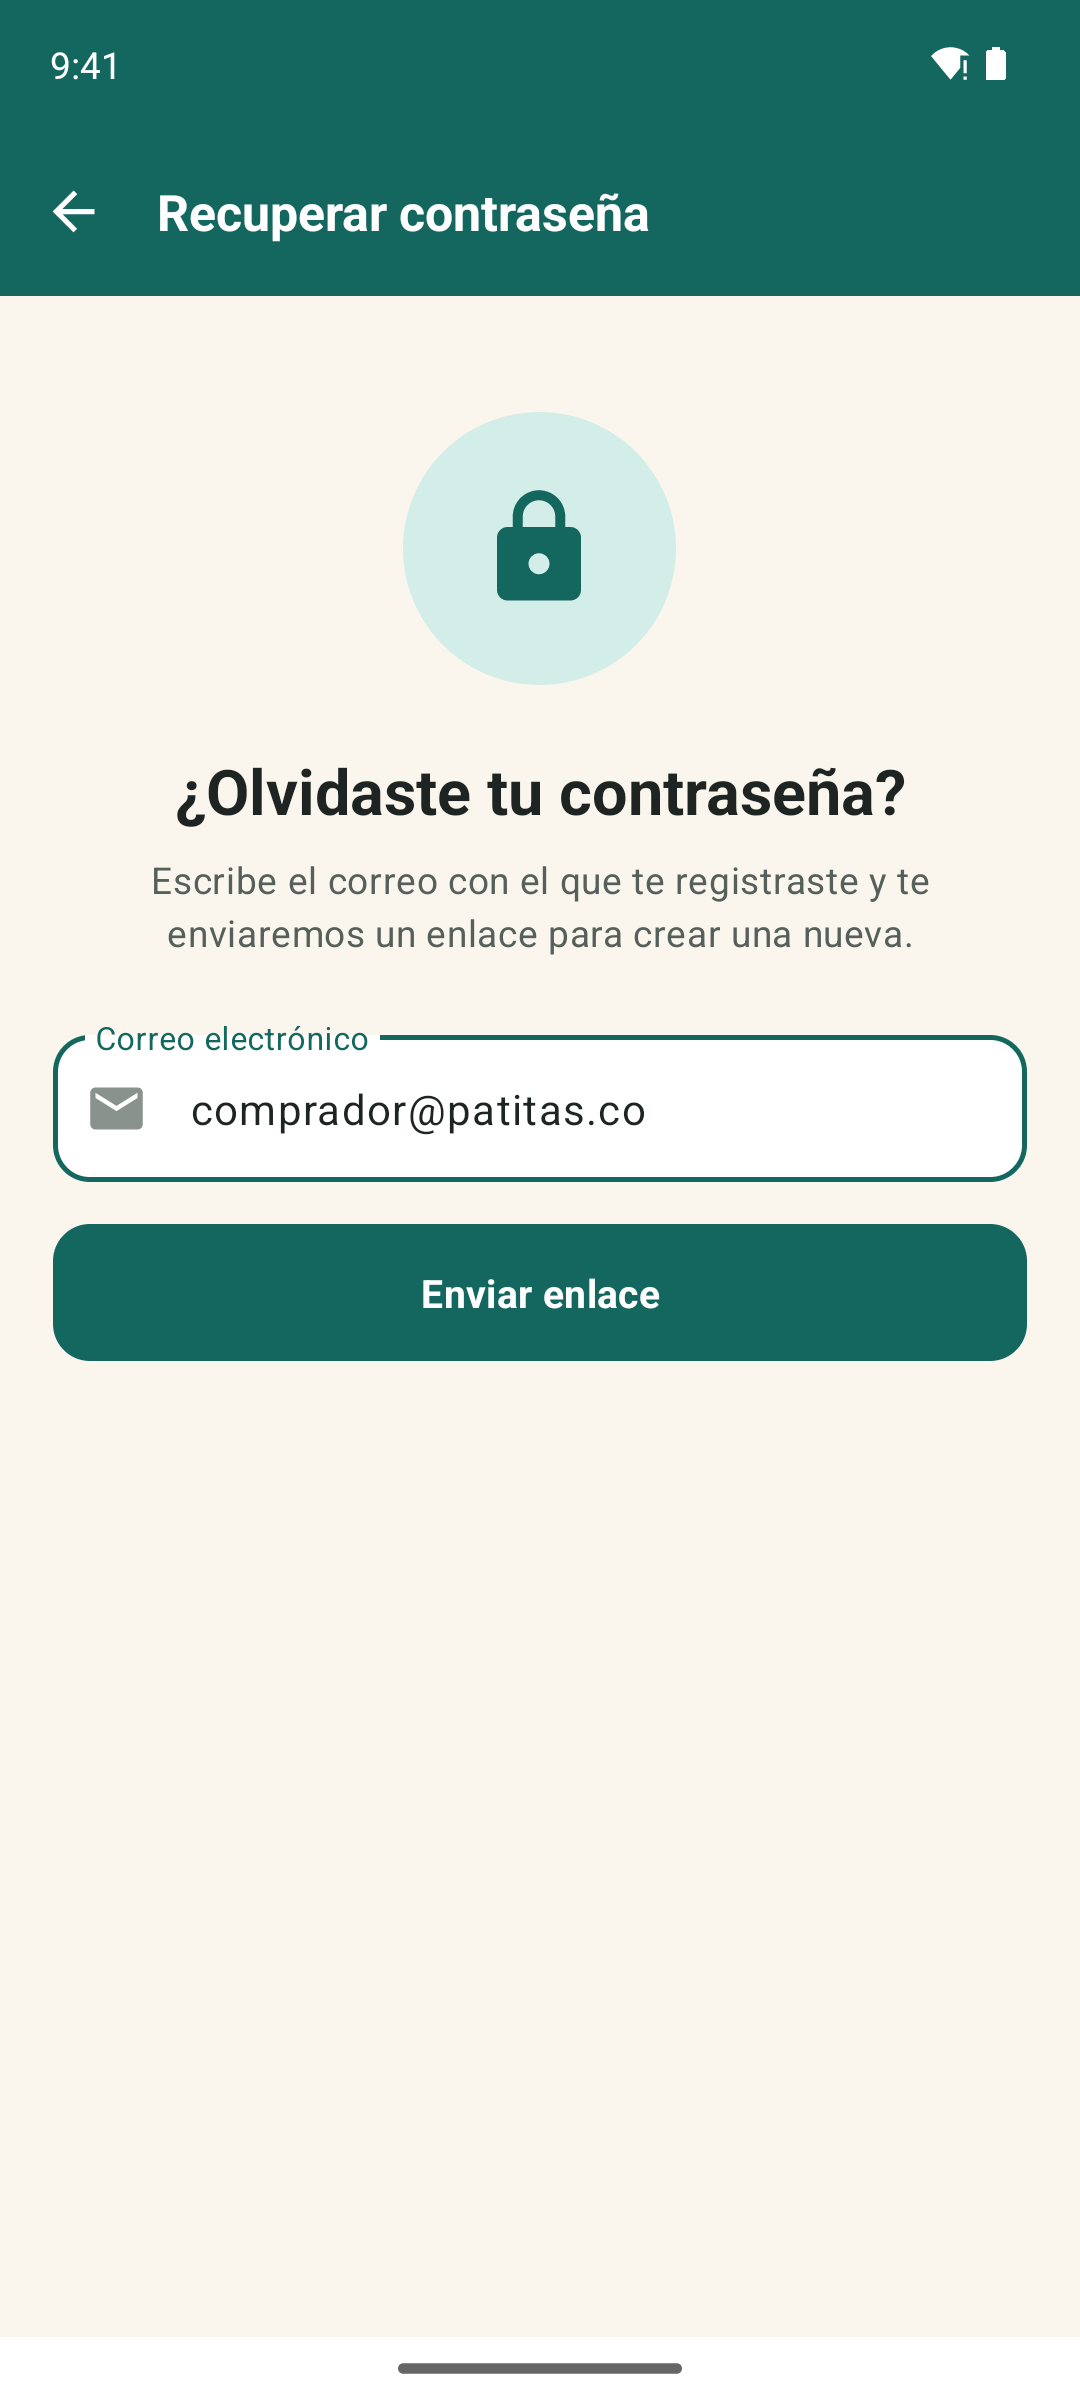 9:41
Recuperar contraseña
¿Olvidaste tu contraseña?
Escribe el correo con el que te registraste y te
enviaremos un enlace para crear una nueva.
Correo electrónico
comprador@patitas.co
Enviar enlace